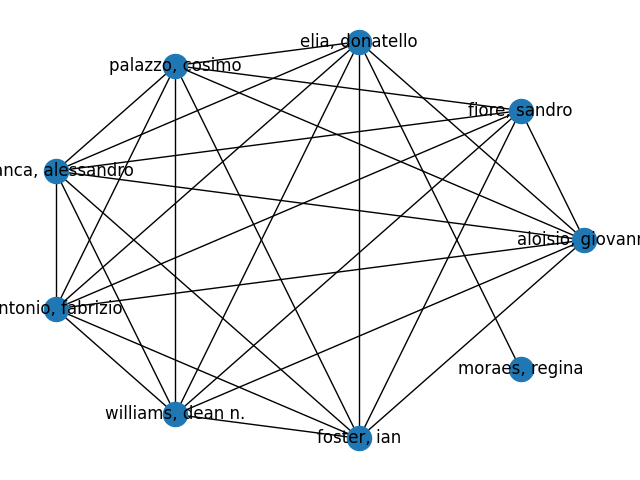 elia, donatello
palazzo, cosimo
fiore, sandro
anca, alessandro
aloisio, giovann
ntonio, fabrizio
moraes, regina
williams, dean n.
foster, ian